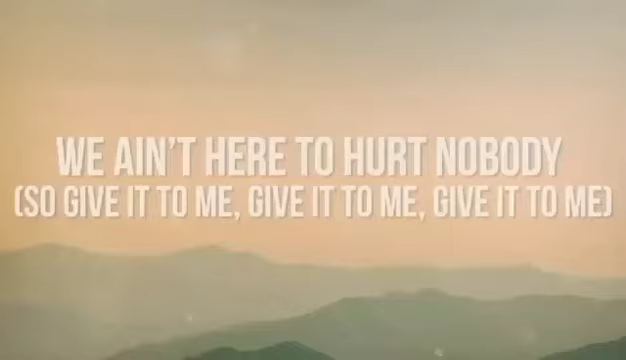 WE AIN'T HERE TO HURT NOBODY
(SO GIVE IT TO ME, GIVE IT TO ME, GIVE IT TO ME)